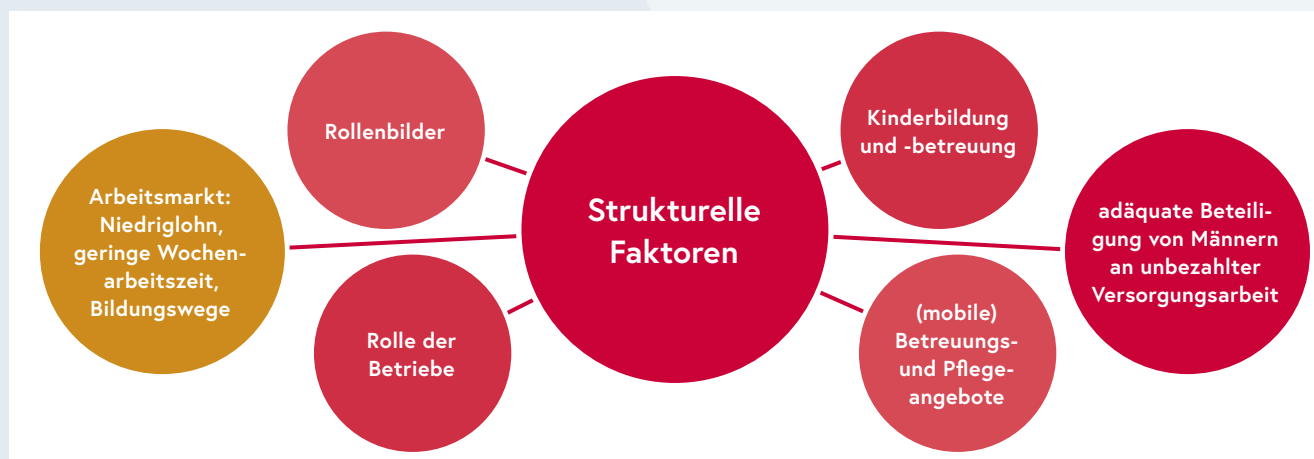 Rollenbilder
Arbeitsmarkt:
Niedriglohn,
geringe Wochen-
arbeitszeit,
Bildungswege
Rolle der
Betriebe
Strukturelle
Faktoren
Kinderbildung
und -betreuung
adäquate Beteili-
gung von Männern
an unbezahlter
Versorgungsarbeit
(mobile)
Betreuungs-
und Pflege-
angebote